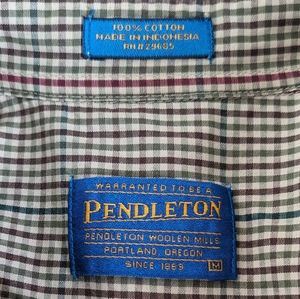 100% COTTON
MADE IN INDONESIA
RN# 29685
WARRANTED TO BE A
PENDLETON
PENDLETON WOOLEN MILLS
PORTLAND, OREGON
SINCE 1863 M